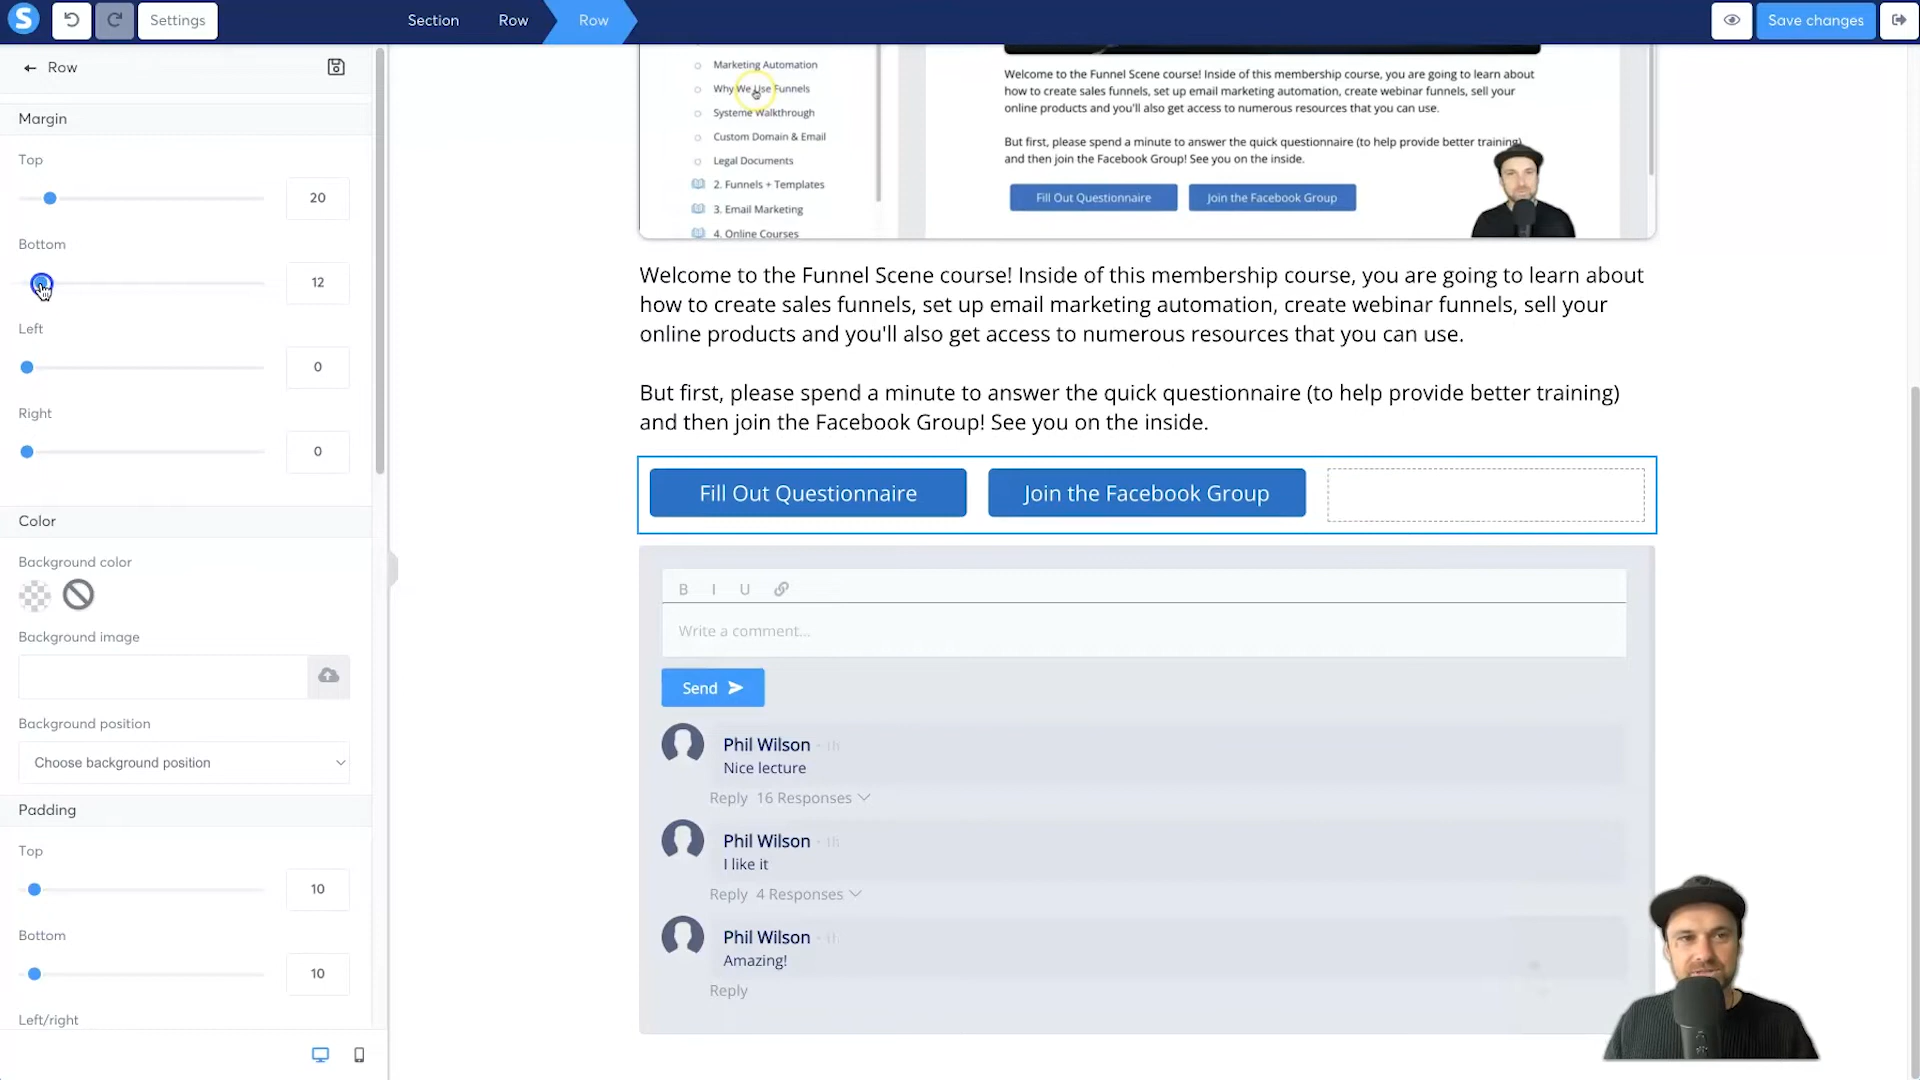 S
Settings
Section
Row
Row
Save changes
Row
Margin
Top
20
Bottom
12
Left
0
Right
0
Color
Background color
Background image
Background position
Choose background position
Padding
Top
10
Bottom
10
Left/right
Marketing Automation
Why We Use Funnels
Systeme Walkthrough
Custom Domain & Email
Legal Documents
2. Funnels + Templates
3. Email Marketing
4. Online Courses
Welcome to the Funnel Scene course! Inside of this membership course, you are going to learn about
how to create sales funnels, set up email marketing automation, create webinar funnels, sell your
online products and you'll also get access to numerous resources that you can use.
But first, please spend a minute to answer the quick questionnaire (to help provide better training)
and then join the Facebook Group! See you on the inside.
Fill Out Questionnaire
Join the Facebook Group
Welcome to the Funnel Scene course! Inside of this membership course, you are going to learn about
how to create sales funnels, set up email marketing automation, create webinar funnels, sell your
online products and you'll also get access to numerous resources that you can use.
But first, please spend a minute to answer the quick questionnaire (to help provide better training)
and then join the Facebook Group! See you on the inside.
Fill Out Questionnaire
Join the Facebook Group
B I U
Write a comment...
Send
Phil Wilson - 1h
Nice lecture
Reply 16 Responses
Phil Wilson - 1h
I like it
Reply 4 Responses
Phil Wilson - 1h
Amazing!
Reply